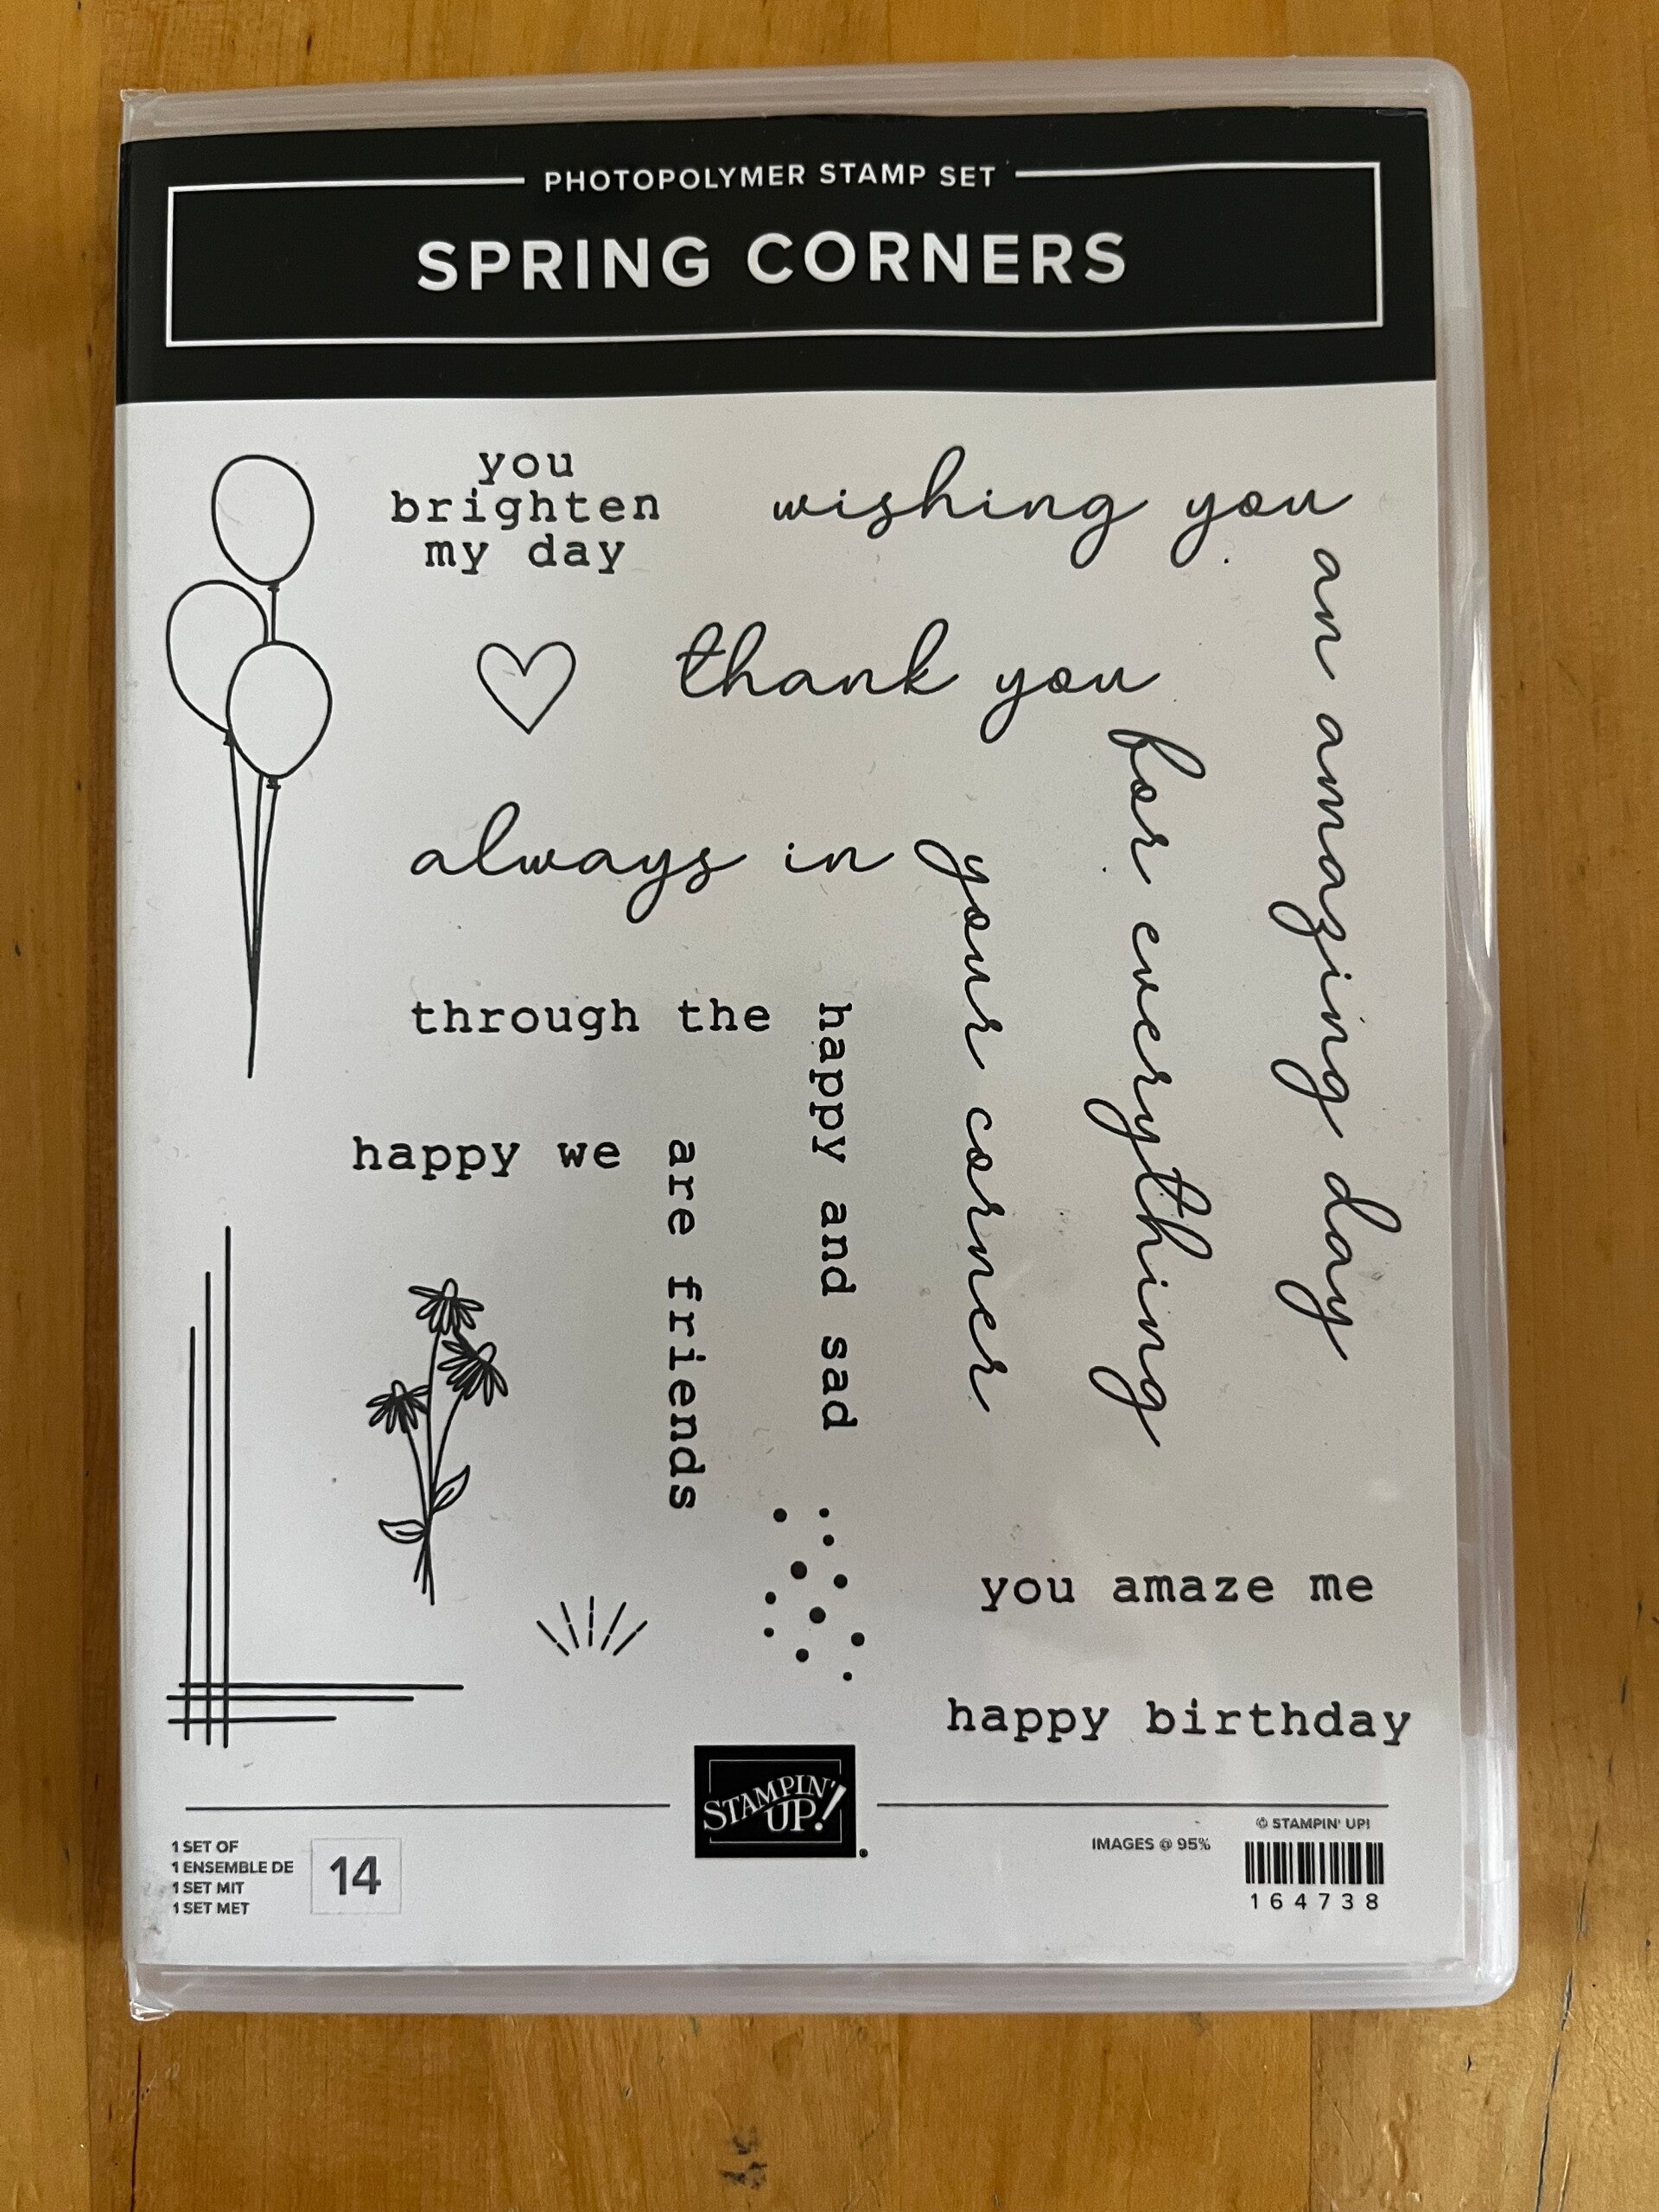 PHOTOPOLYMER STAMP SET
SPRING CORNERS
you
brighten
my day
wishing you
an amazing day
thank you
for everything
always in
your corner
through the
happy and sad
happy we
are friends
you amaze me
happy birthday
STAMPIN'
UP!
®
1 SET OF
1 ENSEMBLE DE
1 SET MIT
1 SET MET
14
IMAGES @ 95%
© STAMPIN' UP!
164738